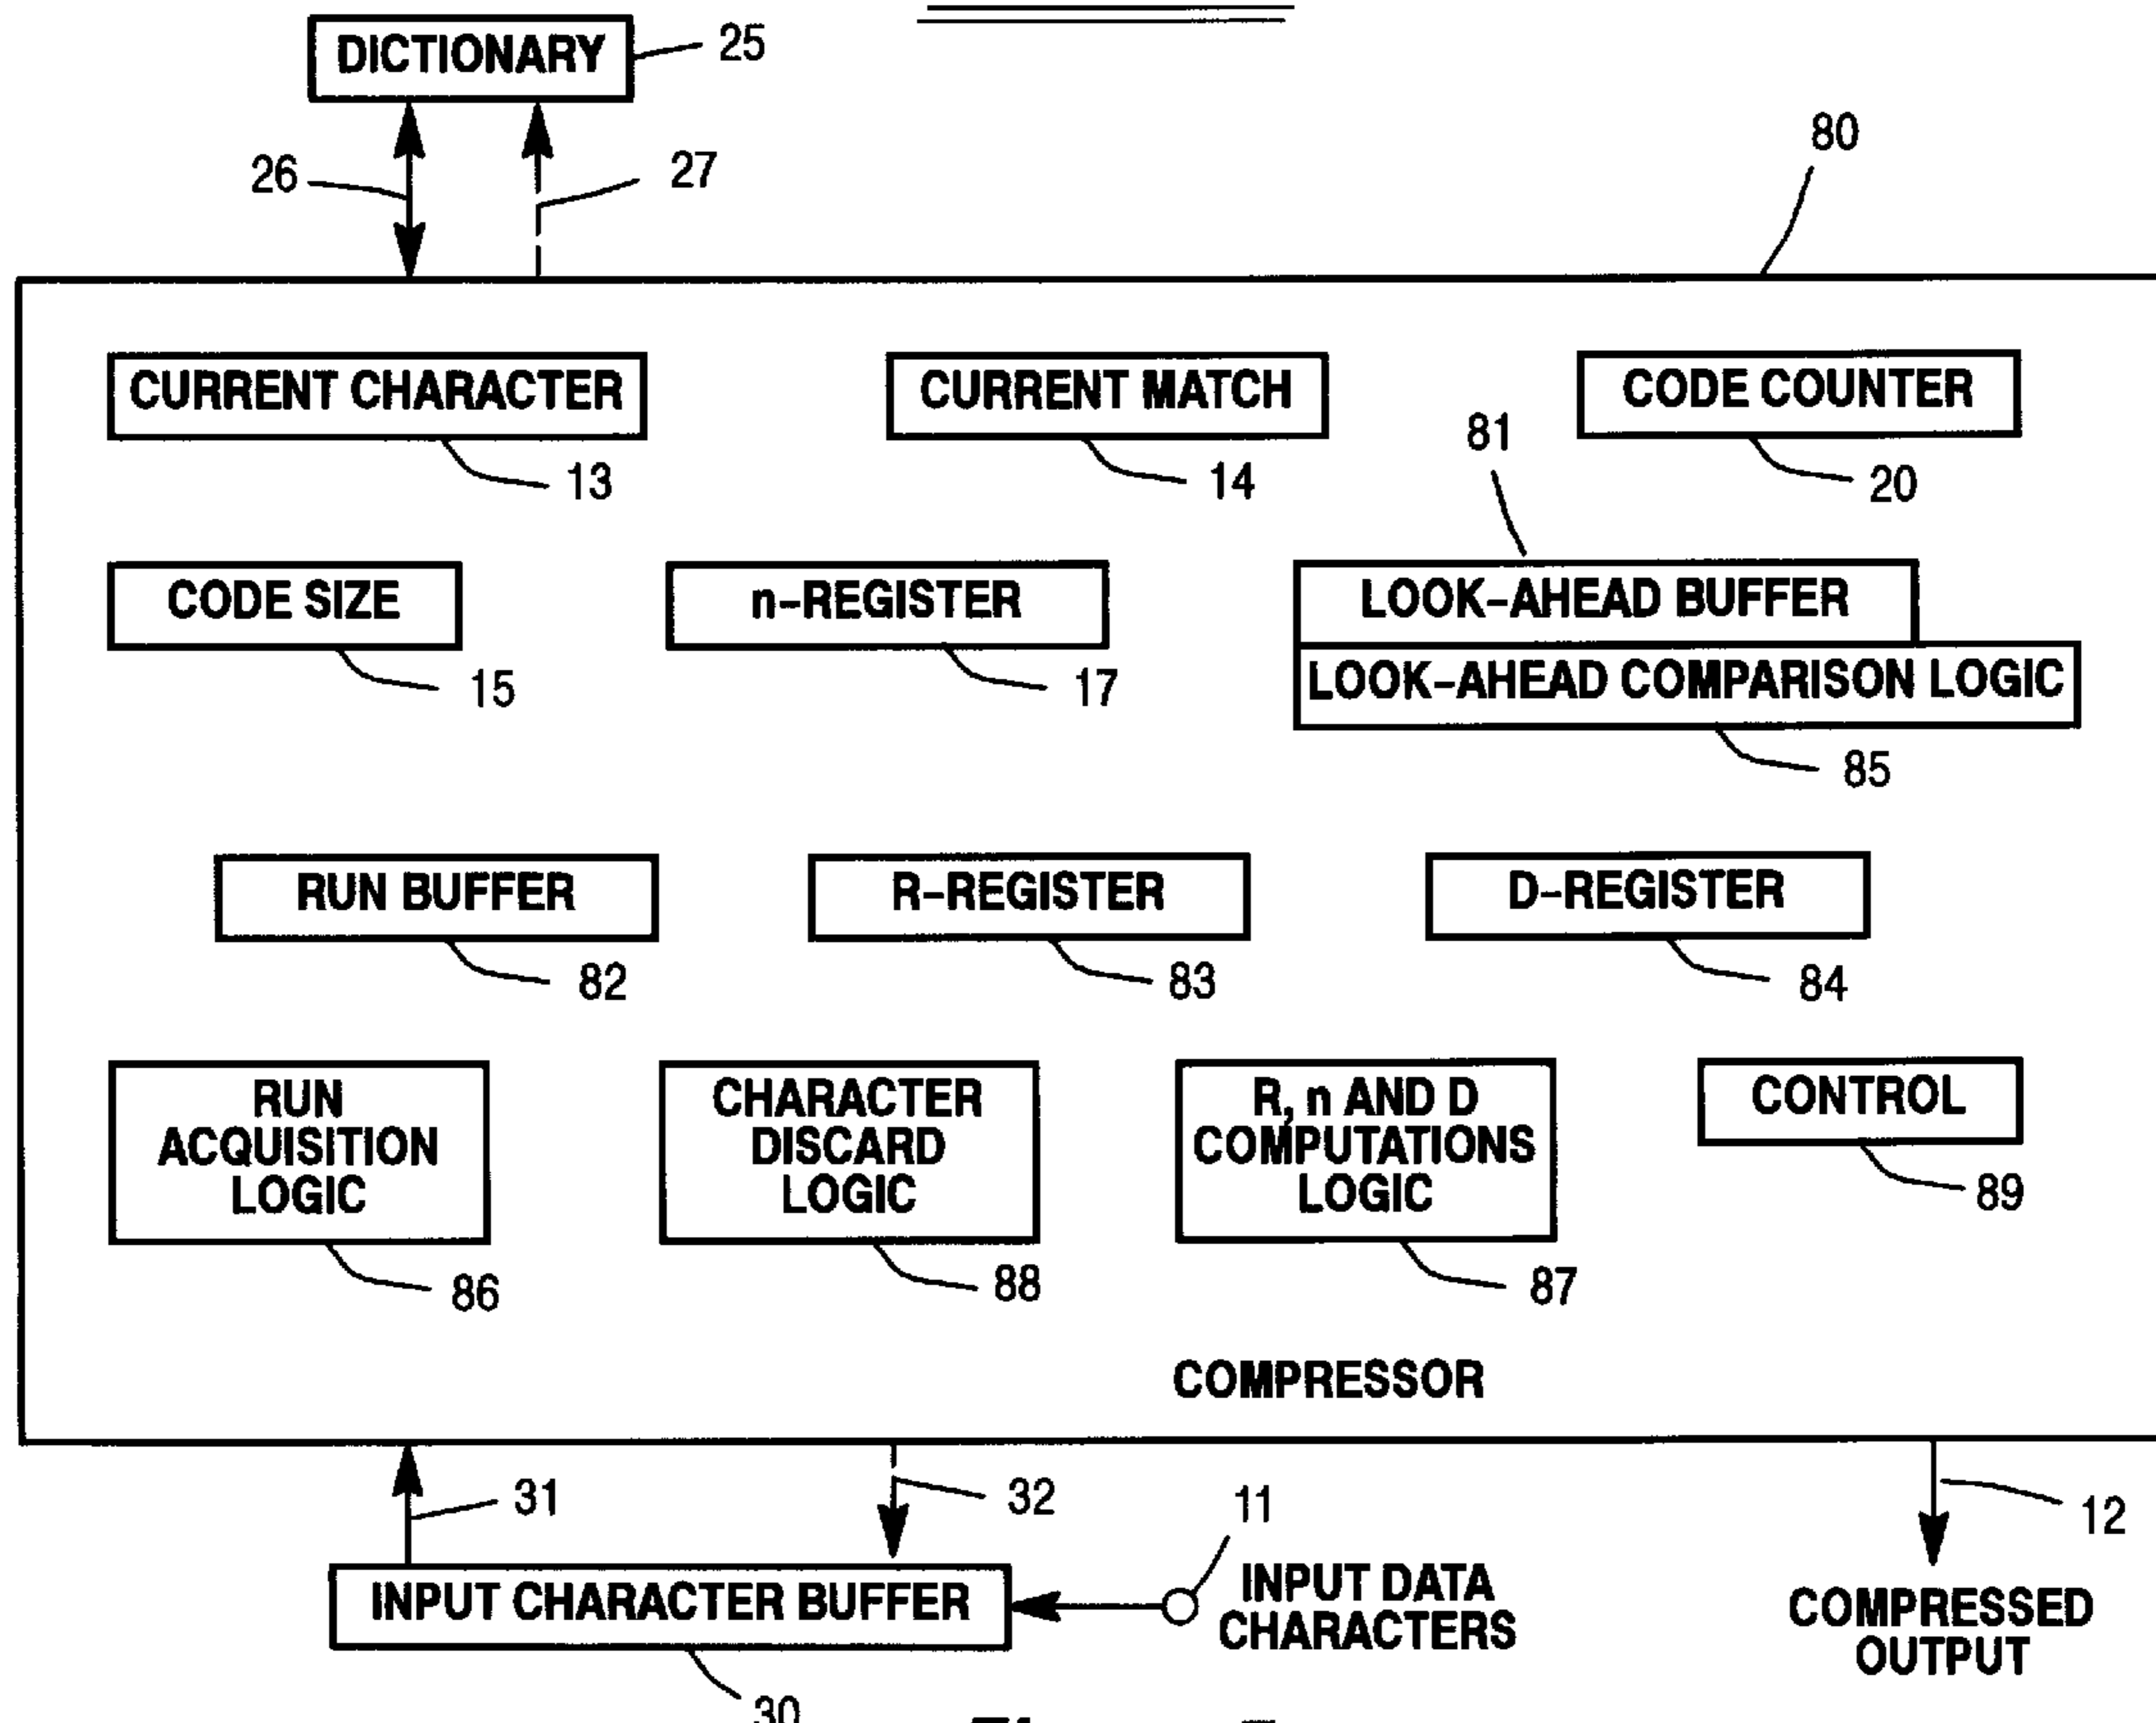 DICTIONARY
25
26
27
80
CURRENT CHARACTER
13
CURRENT MATCH
14
CODE COUNTER
20
81
CODE SIZE
15
n-REGISTER
17
LOOK-AHEAD BUFFER
LOOK-AHEAD COMPARISON LOGIC
85
RUN BUFFER
82
R-REGISTER
83
D-REGISTER
84
RUN
ACQUISITION
LOGIC
86
CHARACTER
DISCARD
LOGIC
88
R, n AND D
COMPUTATIONS
LOGIC
87
CONTROL
89
COMPRESSOR
31
32
11
12
INPUT CHARACTER BUFFER
30
INPUT DATA
CHARACTERS
COMPRESSED
OUTPUT